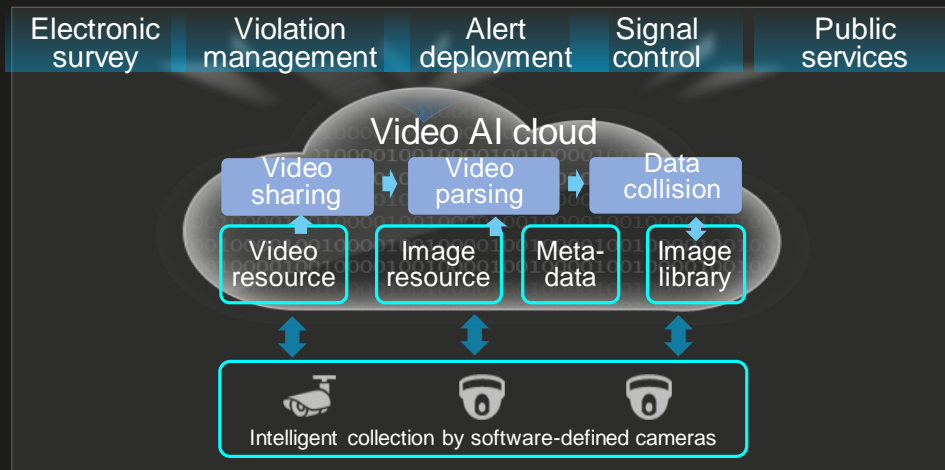 Electronic
survey
Violation
management
Alert
deployment
Signal
control
Public
services
Video AI cloud
Video
sharing
Video
parsing
Data
collision
Video
resource
Image
resource
Meta-
data
Image
library
Intelligent collection by software-defined cameras